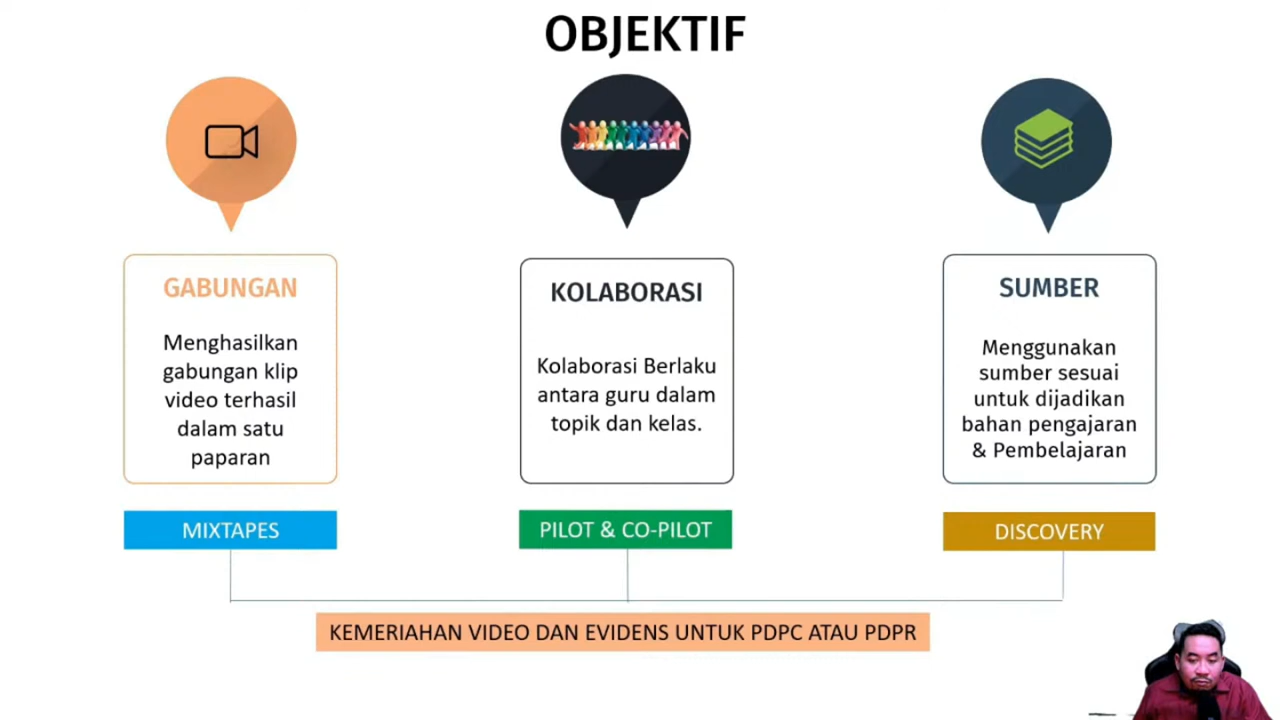 OBJEKTIF
GABUNGAN
Menghasilkan
gabungan klip
video terhasil
dalam satu
paparan
MIXTAPES
KOLABORASI
Kolaborasi Berlaku
antara guru dalam
topik dan kelas.
PILOT & CO-PILOT
SUMBER
Menggunakan
sumber sesuai
untuk dijadikan
bahan pengajaran
& Pembelajaran
DISCOVERY
KEMERIAHAN VIDEO DAN EVIDENS UNTUK PDPC ATAU PDPR